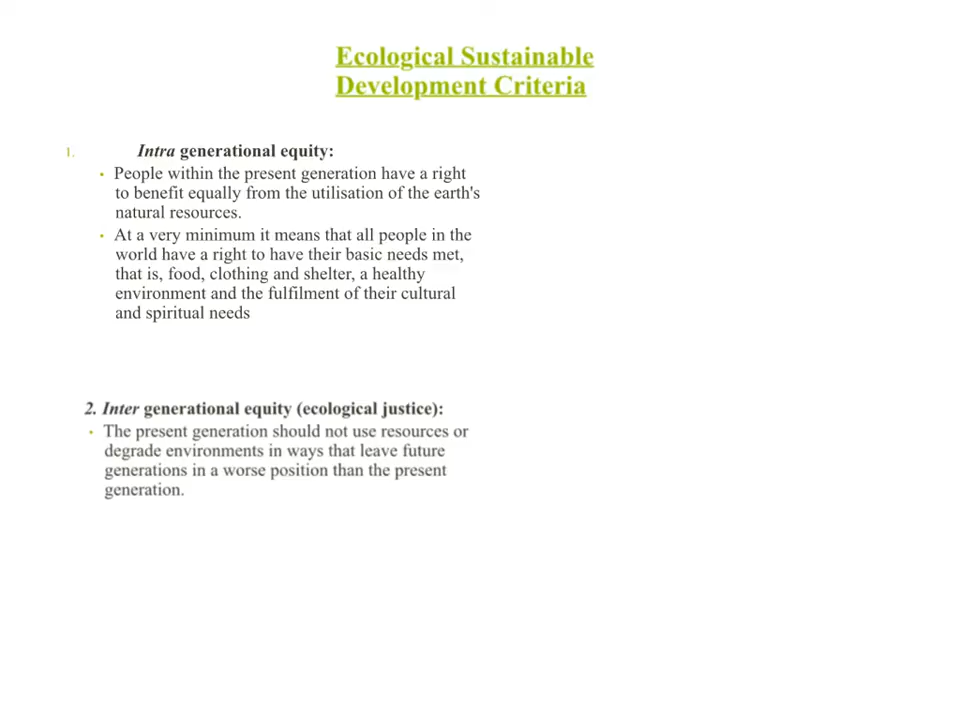 Ecological Sustainable
Development Criteria
1. Intra generational equity:
• People within the present generation have a right
to benefit equally from the utilisation of the earth's
natural resources.
• At a very minimum it means that all people in the
world have a right to have their basic needs met,
that is, food, clothing and shelter, a healthy
environment and the fulfilment of their cultural
and spiritual needs
2. Inter generational equity (ecological justice):
• The present generation should not use resources or
degrade environments in ways that leave future
generations in a worse position than the present
generation.